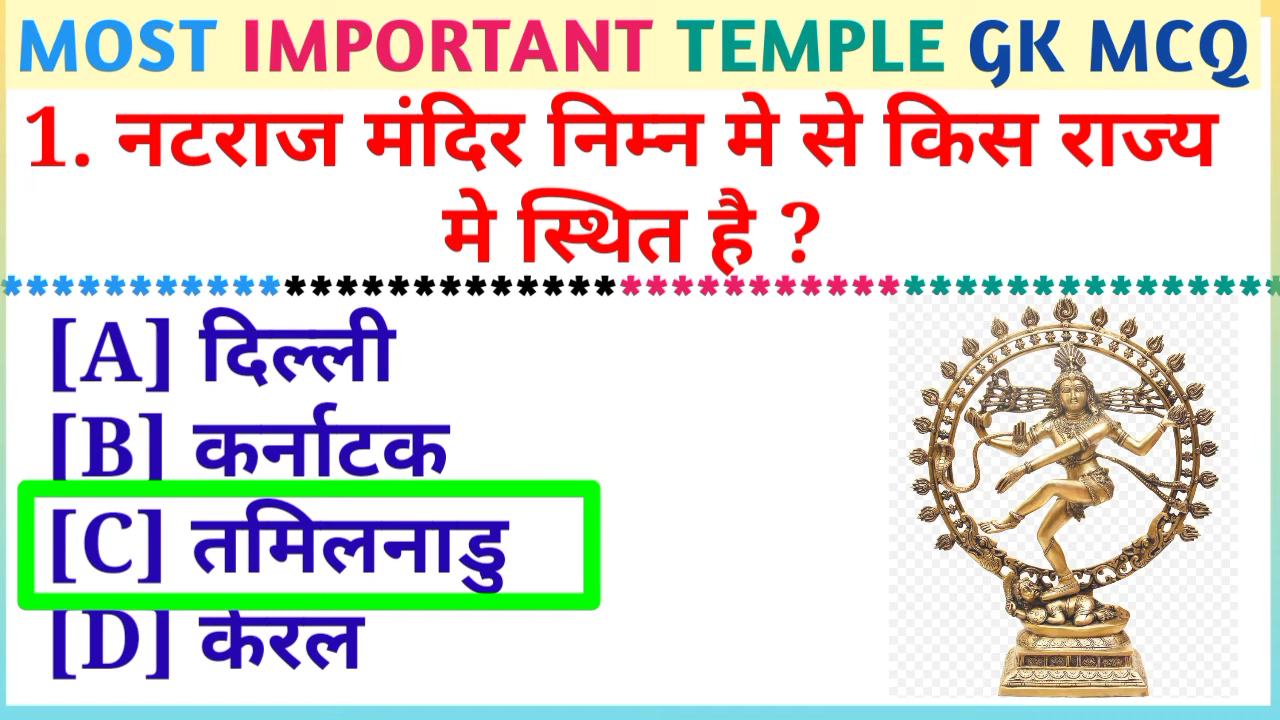 MOST IMPORTANT TEMPLE GK MCQ
1. नटराज मंदिर निम्न मे से किस राज्य
मे स्थित है ?
[A] दिल्ली
[B] कर्नाटक
[C] तमिलनाडु
[D] केरल